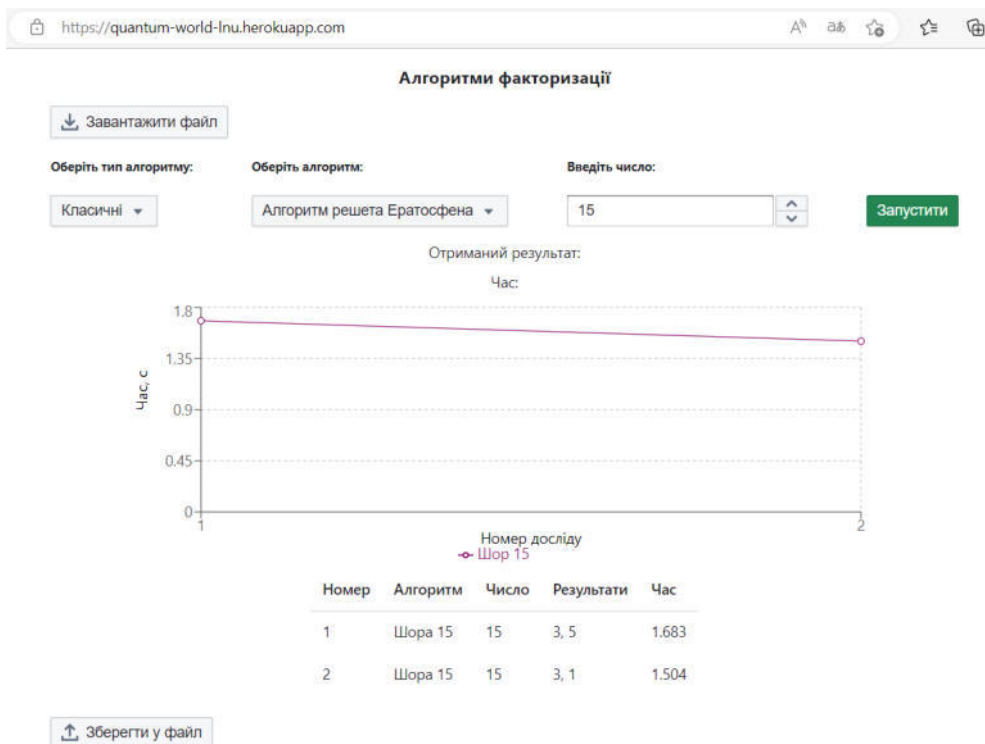 https://quantum-world-lnu.herokuapp.com
Алгоритми факторизації
Завантажити файл
Оберіть тип алгоритму: Оберіть алгоритм: Введіть число:
Класичні Алгоритм решета Ератосфена 15 Запустити
Отриманий результат:
Час:
1.8
1.35
0.9
0.45
0
Час, с
1 2
Номер досліду
Шор 15
Номер Алгоритм Число Результати Час
1 Шора 15 15 3, 5 1.683
2 Шора 15 15 3, 1 1.504
Зберегти у файл